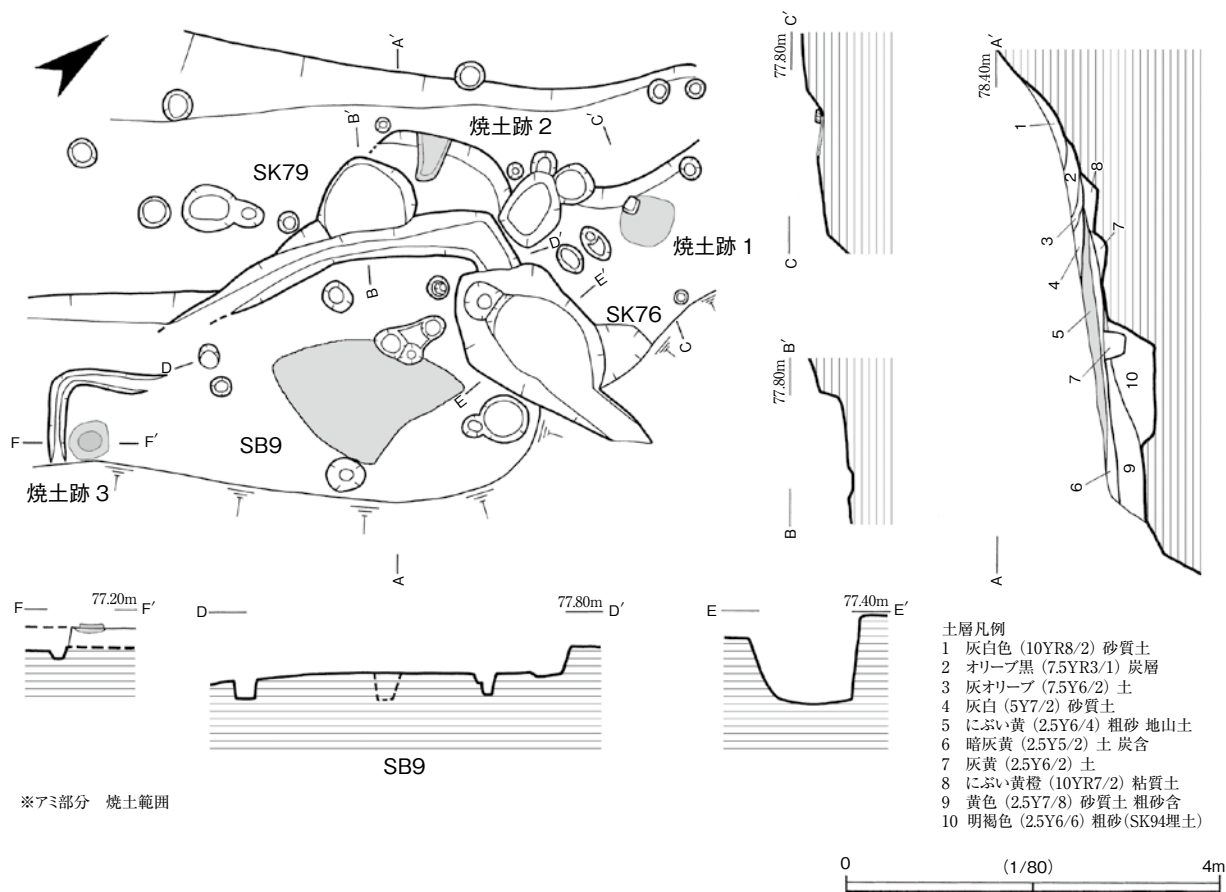 A′
焼土跡 2
B′
C′
SK79
焼土跡 1
D′
E′
SK76
B
C
D
E
SB9
F
F′
焼土跡 3
A
C′
77.80m
C
B′
77.80m
B
A′
78.40m
1
2
8
3
7
4
5
7
10
9
6
A
F
77.20m
F′
D
77.80m
D′
SB9
E
77.40m
E′
※アミ部分 焼土範囲
土層凡例
1 灰白色 (10YR8/2) 砂質土
2 オリーブ黒 (7.5YR3/1) 炭層
3 灰オリーブ (7.5Y6/2) 土
4 灰白 (5Y7/2) 砂質土
5 にぶい黄 (2.5Y6/4) 粗砂 地山土
6 暗灰黄 (2.5Y5/2) 土 炭含
7 灰黄 (2.5Y6/2) 土
8 にぶい黄橙 (10YR7/2) 粘質土
9 黄色 (2.5Y7/8) 砂質土 粗砂含
10 明褐色 (2.5Y6/6) 粗砂(SK94埋土)
0 (1/80) 4m